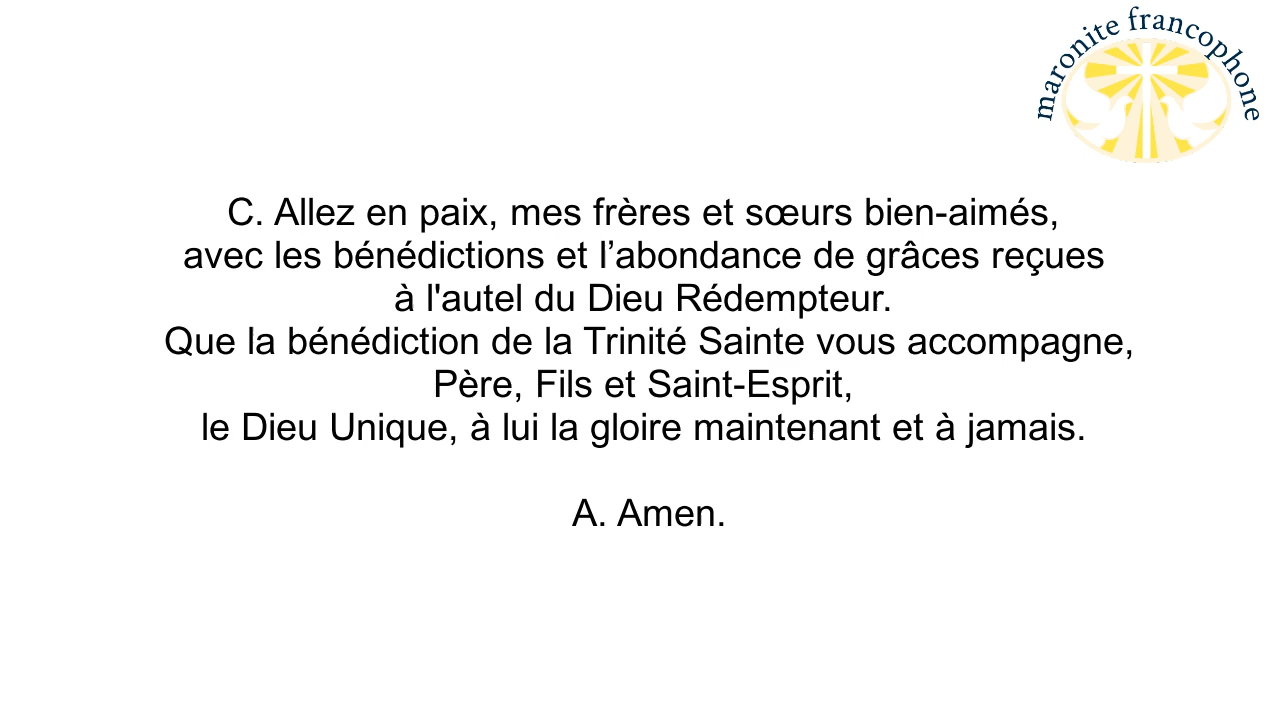 maronite francophone
C. Allez en paix, mes frères et sœurs bien-aimés,
avec les bénédictions et l’abondance de grâces reçues
à l'autel du Dieu Rédempteur.
Que la bénédiction de la Trinité Sainte vous accompagne,
Père, Fils et Saint-Esprit,
le Dieu Unique, à lui la gloire maintenant et à jamais.
A. Amen.